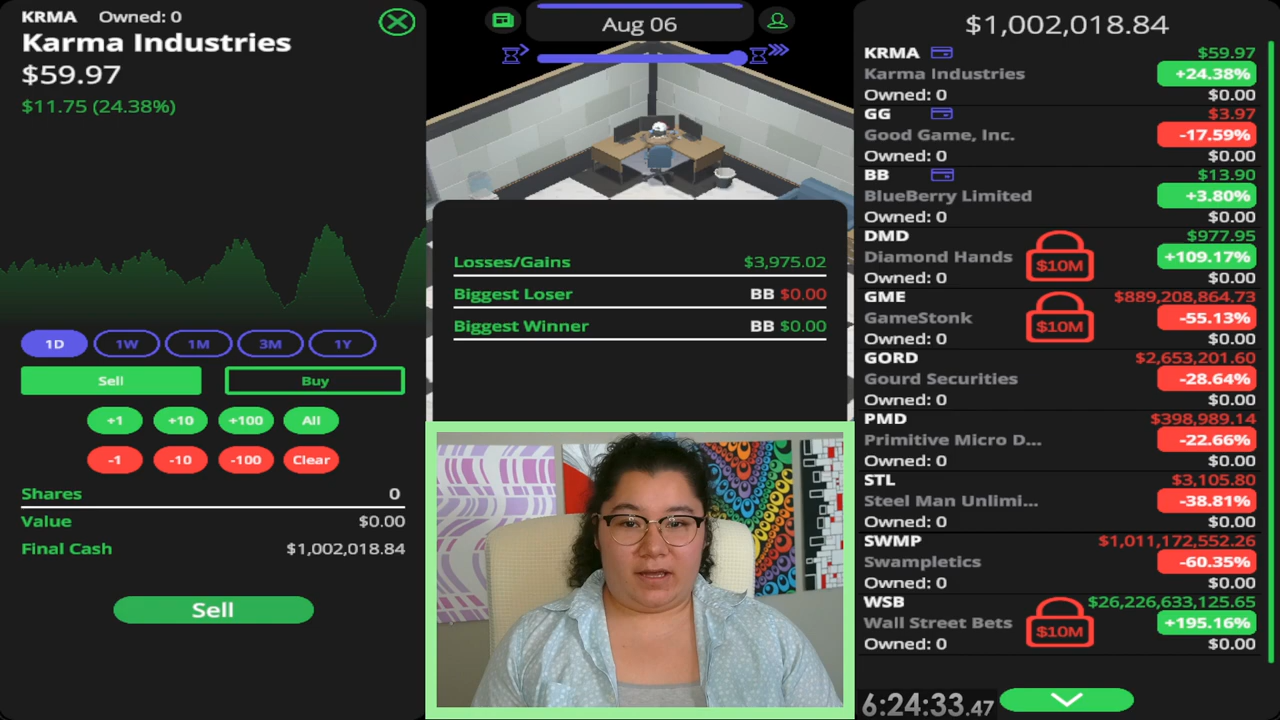 KRMA Owned: 0
Karma Industries
$59.97
$11.75 (24.38%)
1D 1W 1M 3M 1Y
Sell Buy
+1 +10 +100 All
-1 -10 -100 Clear
Shares 0
Value $0.00
Final Cash $1,002,018.84
Sell
Aug 06
Losses/Gains $3,975.02
Biggest Loser BB $0.00
Biggest Winner BB $0.00
$1,002,018.84
KRMA $59.97
Karma Industries +24.38%
Owned: 0 $0.00
GG $3.97
Good Game, Inc. -17.59%
Owned: 0 $0.00
BB $13.90
BlueBerry Limited +3.80%
Owned: 0 $0.00
DMD $977.95
Diamond Hands $10M +109.17%
Owned: 0 $0.00
GME $889,208,864.73
GameStonk $10M -55.13%
Owned: 0 $0.00
GORD $2,653,201.60
Gourd Securities -28.64%
Owned: 0 $0.00
PMD $398,989.14
Primitive Micro D... -22.66%
Owned: 0 $0.00
STL $3,105.80
Steel Man Unlimi... -38.81%
Owned: 0 $0.00
SWMP $1,011,172,552.26
Swampletics -60.35%
Owned: 0 $0.00
WSB $26,226,633,125.65
Wall Street Bets $10M +195.16%
Owned: 0 $0.00
6:24:33.47